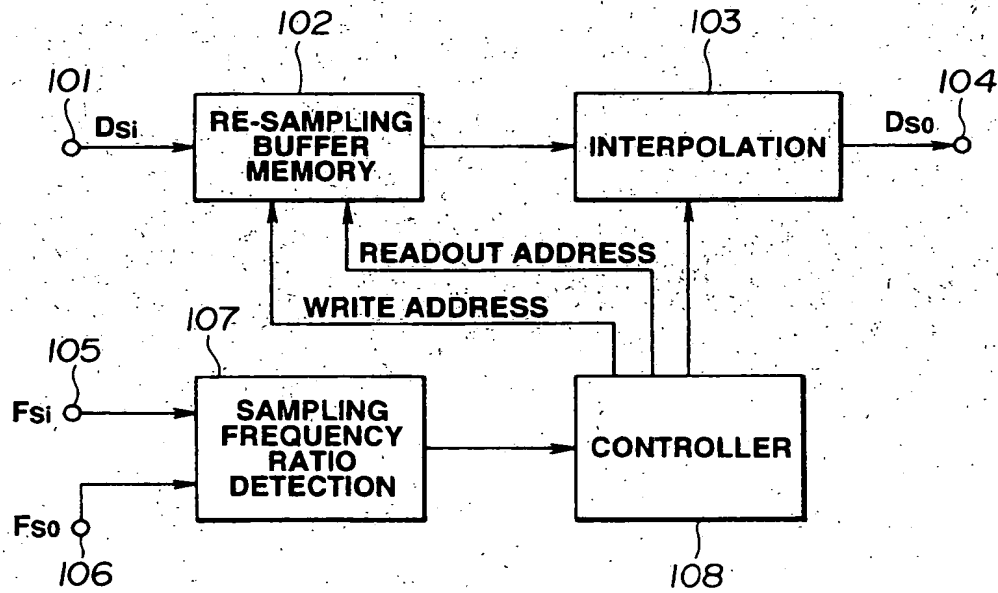 102
103
101
104
DSi
RE-SAMPLING
BUFFER
MEMORY
INTERPOLATION
DSO
READOUT ADDRESS
WRITE ADDRESS
107
105
FSi
SAMPLING
FREQUENCY
RATIO
DETECTION
CONTROLLER
FSO
106
108